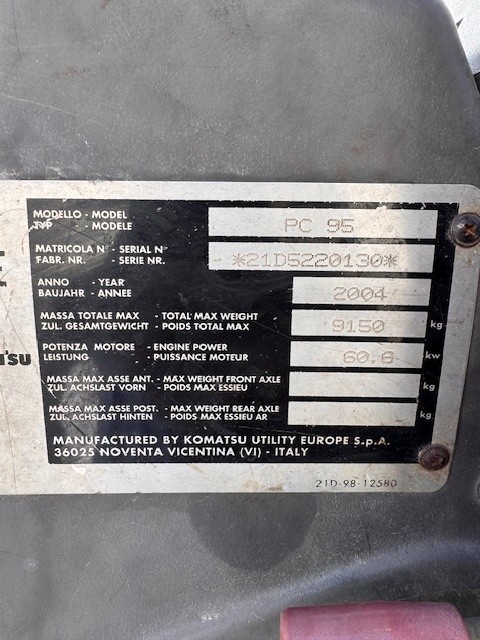 MODELLO - MODEL
TYP - MODELE
PC 95
MATRICOLA N° - SERIAL N°
FABR. NR. - SERIE NR.
*21D5220130*
ANNO - YEAR
BAUJAHR - ANNEE
2004
MASSA TOTALE MAX - TOTAL MAX WEIGHT
ZUL. GESAMTGEWICHT - POIDS TOTAL MAX
9150 kg
POTENZA MOTORE - ENGINE POWER
LEISTUNG - PUISSANCE MOTEUR
60.8 kw
MASSA MAX ASSE ANT. - MAX WEIGHT FRONT AXLE
ZUL. ACHSLAST VORN - POIDS MAX ESSIEU
kg
MASSA MAX ASSE POST. - MAX WEIGHT REAR AXLE
ZUL. ACHSLAST HINTEN - POIDS MAX ESSIEU AR
kg
MANUFACTURED BY KOMATSU UTILITY EUROPE S.p.A.
36025 NOVENTA VICENTINA (VI) - ITALY
21D-98-12580